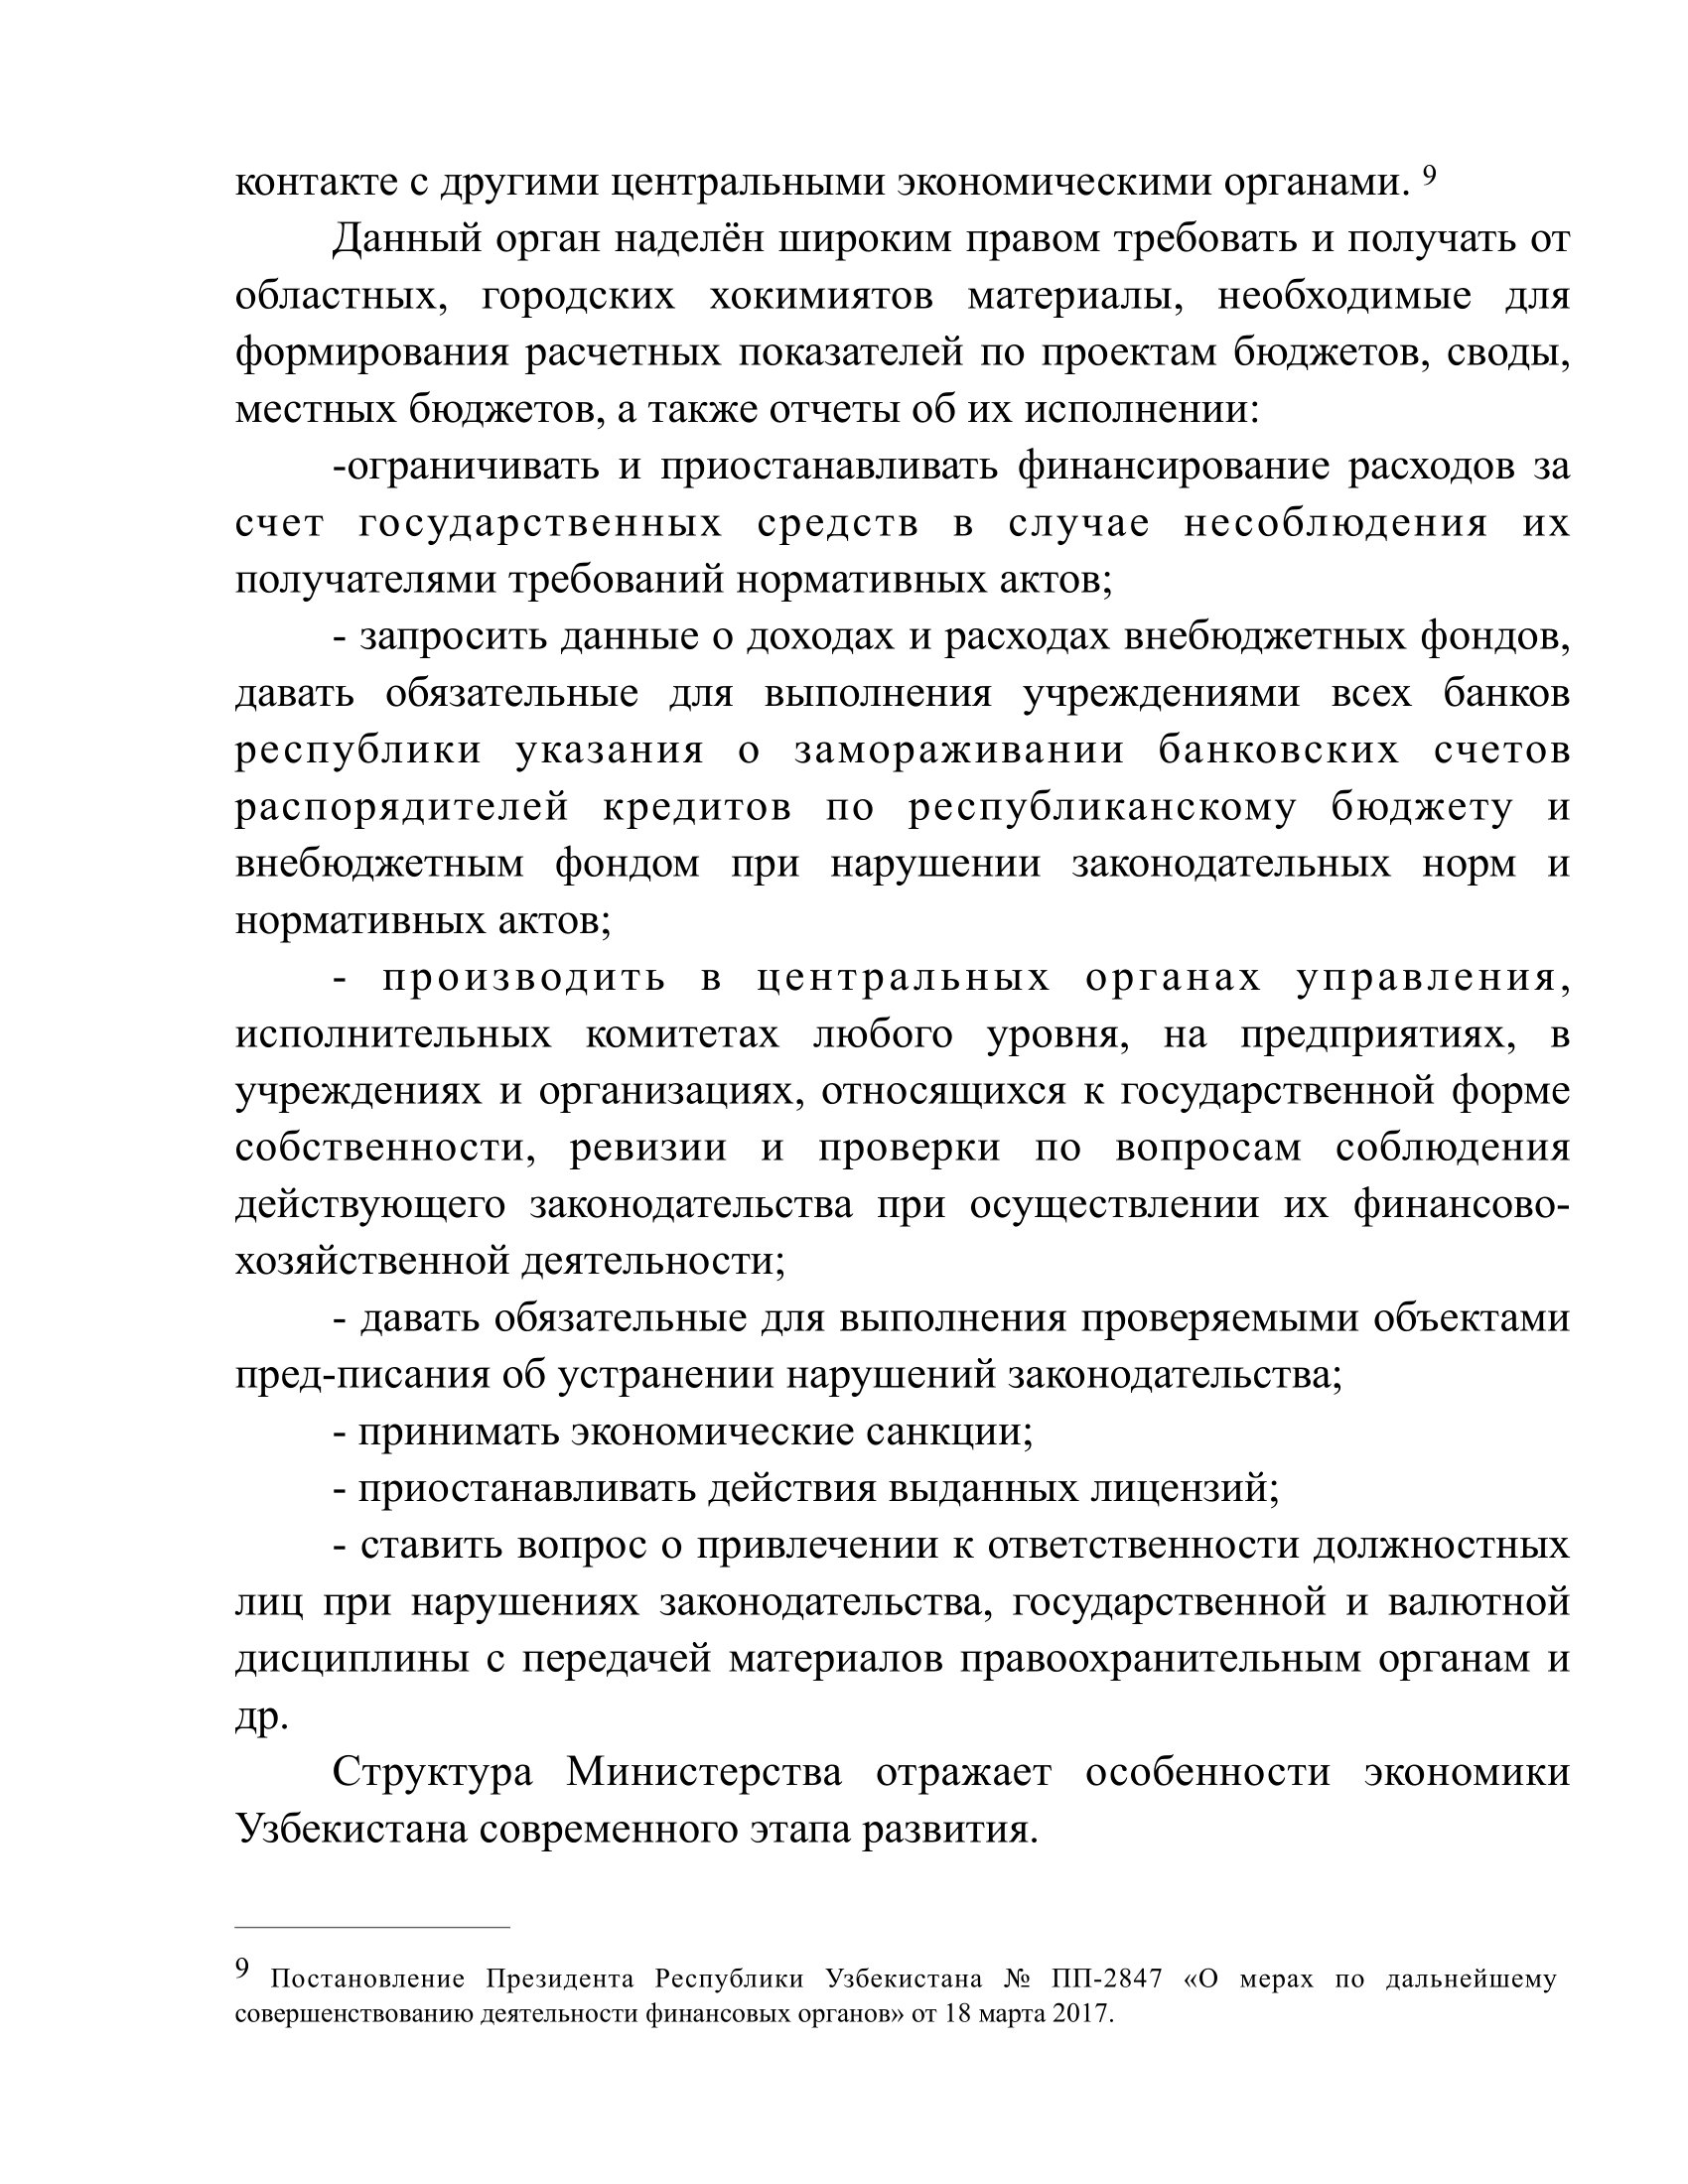 контакте с другими центральными экономическими органами. 9
Данный орган наделён широким правом требовать и получать от
областных, городских хокимиятов материалы, необходимые для
формирования расчетных показателей по проектам бюджетов, своды,
местных бюджетов, а также отчеты об их исполнении:
-ограничивать и приостанавливать финансирование расходов за
счет государственных средств в случае несоблюдения их
получателями требований нормативных актов;
- запросить данные о доходах и расходах внебюджетных фондов,
давать обязательные для выполнения учреждениями всех банков
республики указания о замораживании банковских счетов
распорядителей кредитов по республиканскому бюджету и
внебюджетным фондом при нарушении законодательных норм и
нормативных актов;
- производить в центральных органах управления,
исполнительных комитетах любого уровня, на предприятиях, в
учреждениях и организациях, относящихся к государственной форме
собственности, ревизии и проверки по вопросам соблюдения
действующего законодательства при осуществлении их финансово-
хозяйственной деятельности;
- давать обязательные для выполнения проверяемыми объектами
пред-писания об устранении нарушений законодательства;
- принимать экономические санкции;
- приостанавливать действия выданных лицензий;
- ставить вопрос о привлечении к ответственности должностных
лиц при нарушениях законодательства, государственной и валютной
дисциплины с передачей материалов правоохранительным органам и
др.
Структура Министерства отражает особенности экономики
Узбекистана современного этапа развития.
9 Постановление Президента Республики Узбекистана № ПП-2847 «О мерах по дальнейшему
совершенствованию деятельности финансовых органов» от 18 марта 2017.